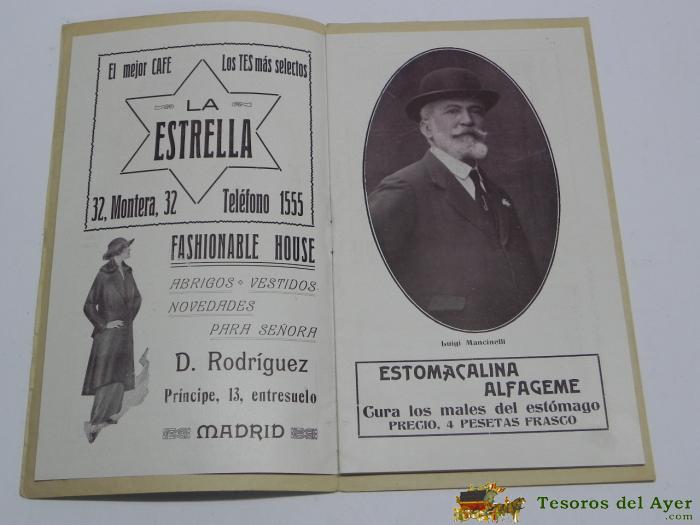 El mejor CAFE Los TES más selectos
LA
ESTRELLA
32, Montera, 32 Teléfono 1555
FASHIONABLE HOUSE
ABRIGOS • VESTIDOS
NOVEDADES
PARA SEÑORA
D. Rodríguez
Príncipe, 13, entresuelo
MADRID
Luigi Mancinelli
ESTOMAÇALINA
ALFAGEME
Cura los males del estómago
PRECIO, 4 PESETAS FRASCO
Tesoros del Ayer
.com